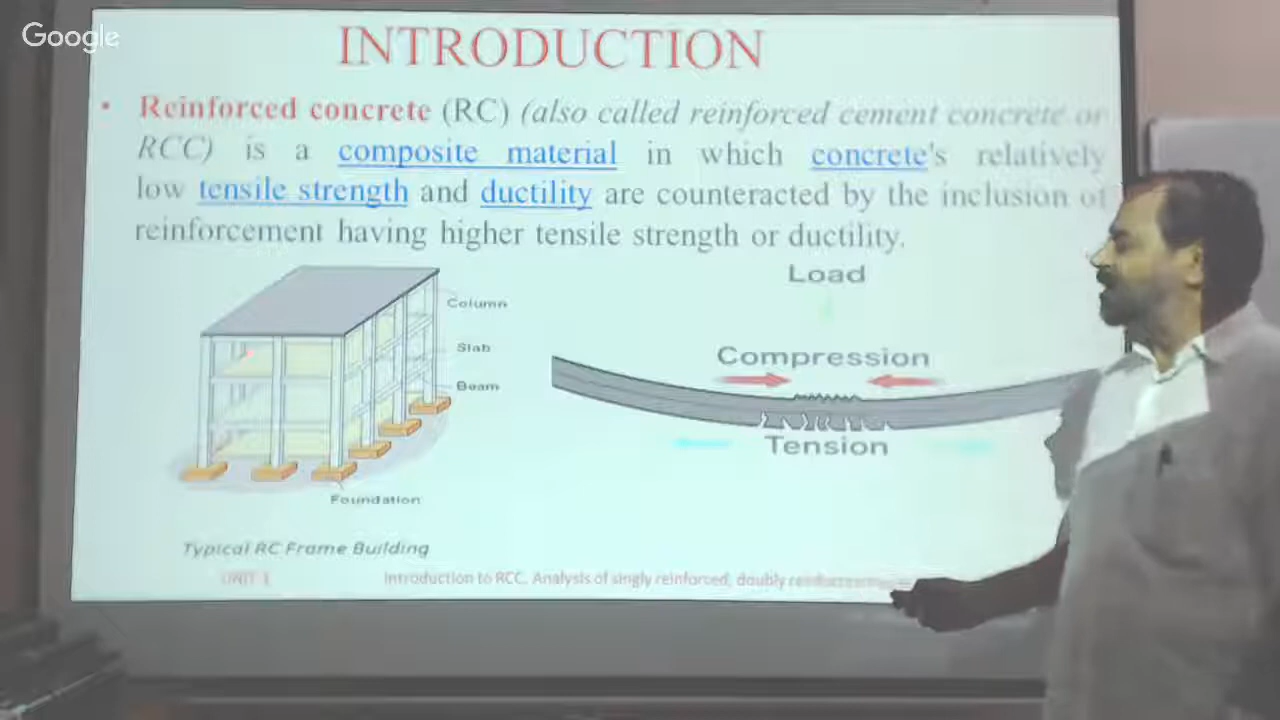 Google
INTRODUCTION
• Reinforced concrete (RC) (also called reinforced cement concrete or
RCC) is a composite material in which concrete's relatively
low tensile strength and ductility are counteracted by the inclusion of
reinforcement having higher tensile strength or ductility.
Column
Slab
Beam
Foundation
Typical RC Frame Building
Load
Compression
Tension
UNIT 1
Introduction to RCC, Analysis of singly reinforced, doubly